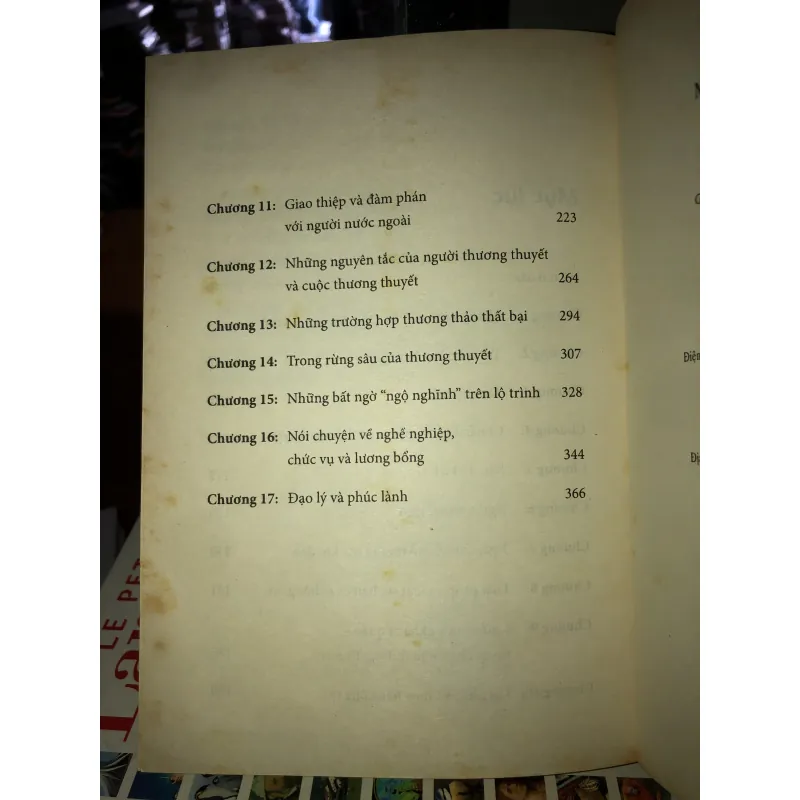 Chương 11: Giao thiệp và đàm phán
với người nước ngoài 223
Chương 12: Những nguyên tắc của người thương thuyết
và cuộc thương thuyết 264
Chương 13: Những trường hợp thương thảo thất bại 294
Chương 14: Trong rừng sâu của thương thuyết 307
Chương 15: Những bất ngờ “ngộ nghĩnh” trên lộ trình 328
Chương 16: Nói chuyện về nghề nghiệp,
chức vụ và lương bổng 344
Chương 17: Đạo lý và phúc lành 366
Điện
LE PET